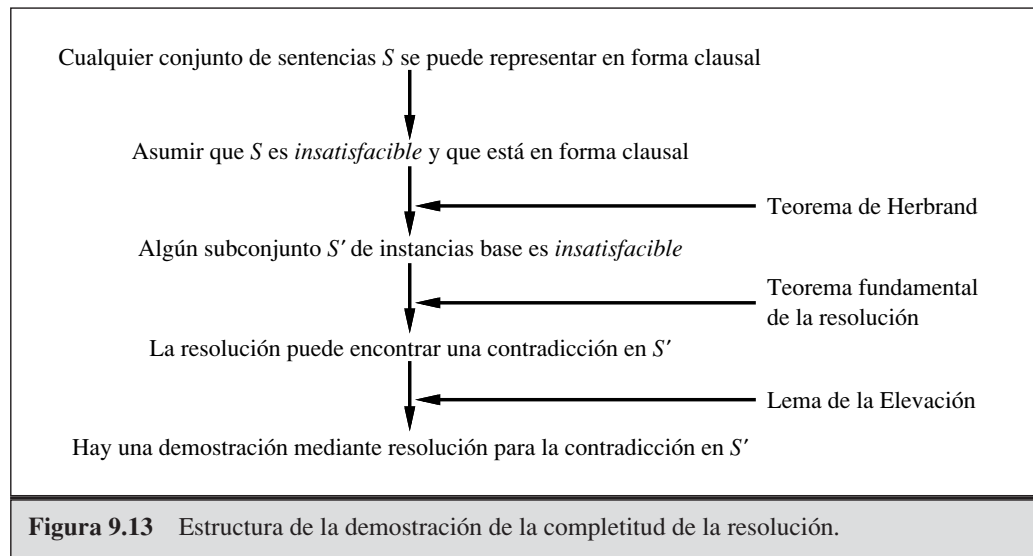 Cualquier conjunto de sentencias S se puede representar en forma clausal
Asumir que S es insatisfacible y que está en forma clausal
Teorema de Herbrand
Algún subconjunto S′ de instancias base es insatisfacible
Teorema fundamental
de la resolución
La resolución puede encontrar una contradicción en S′
Lema de la Elevación
Hay una demostración mediante resolución para la contradicción en S′
Figura 9.13 Estructura de la demostración de la completitud de la resolución.